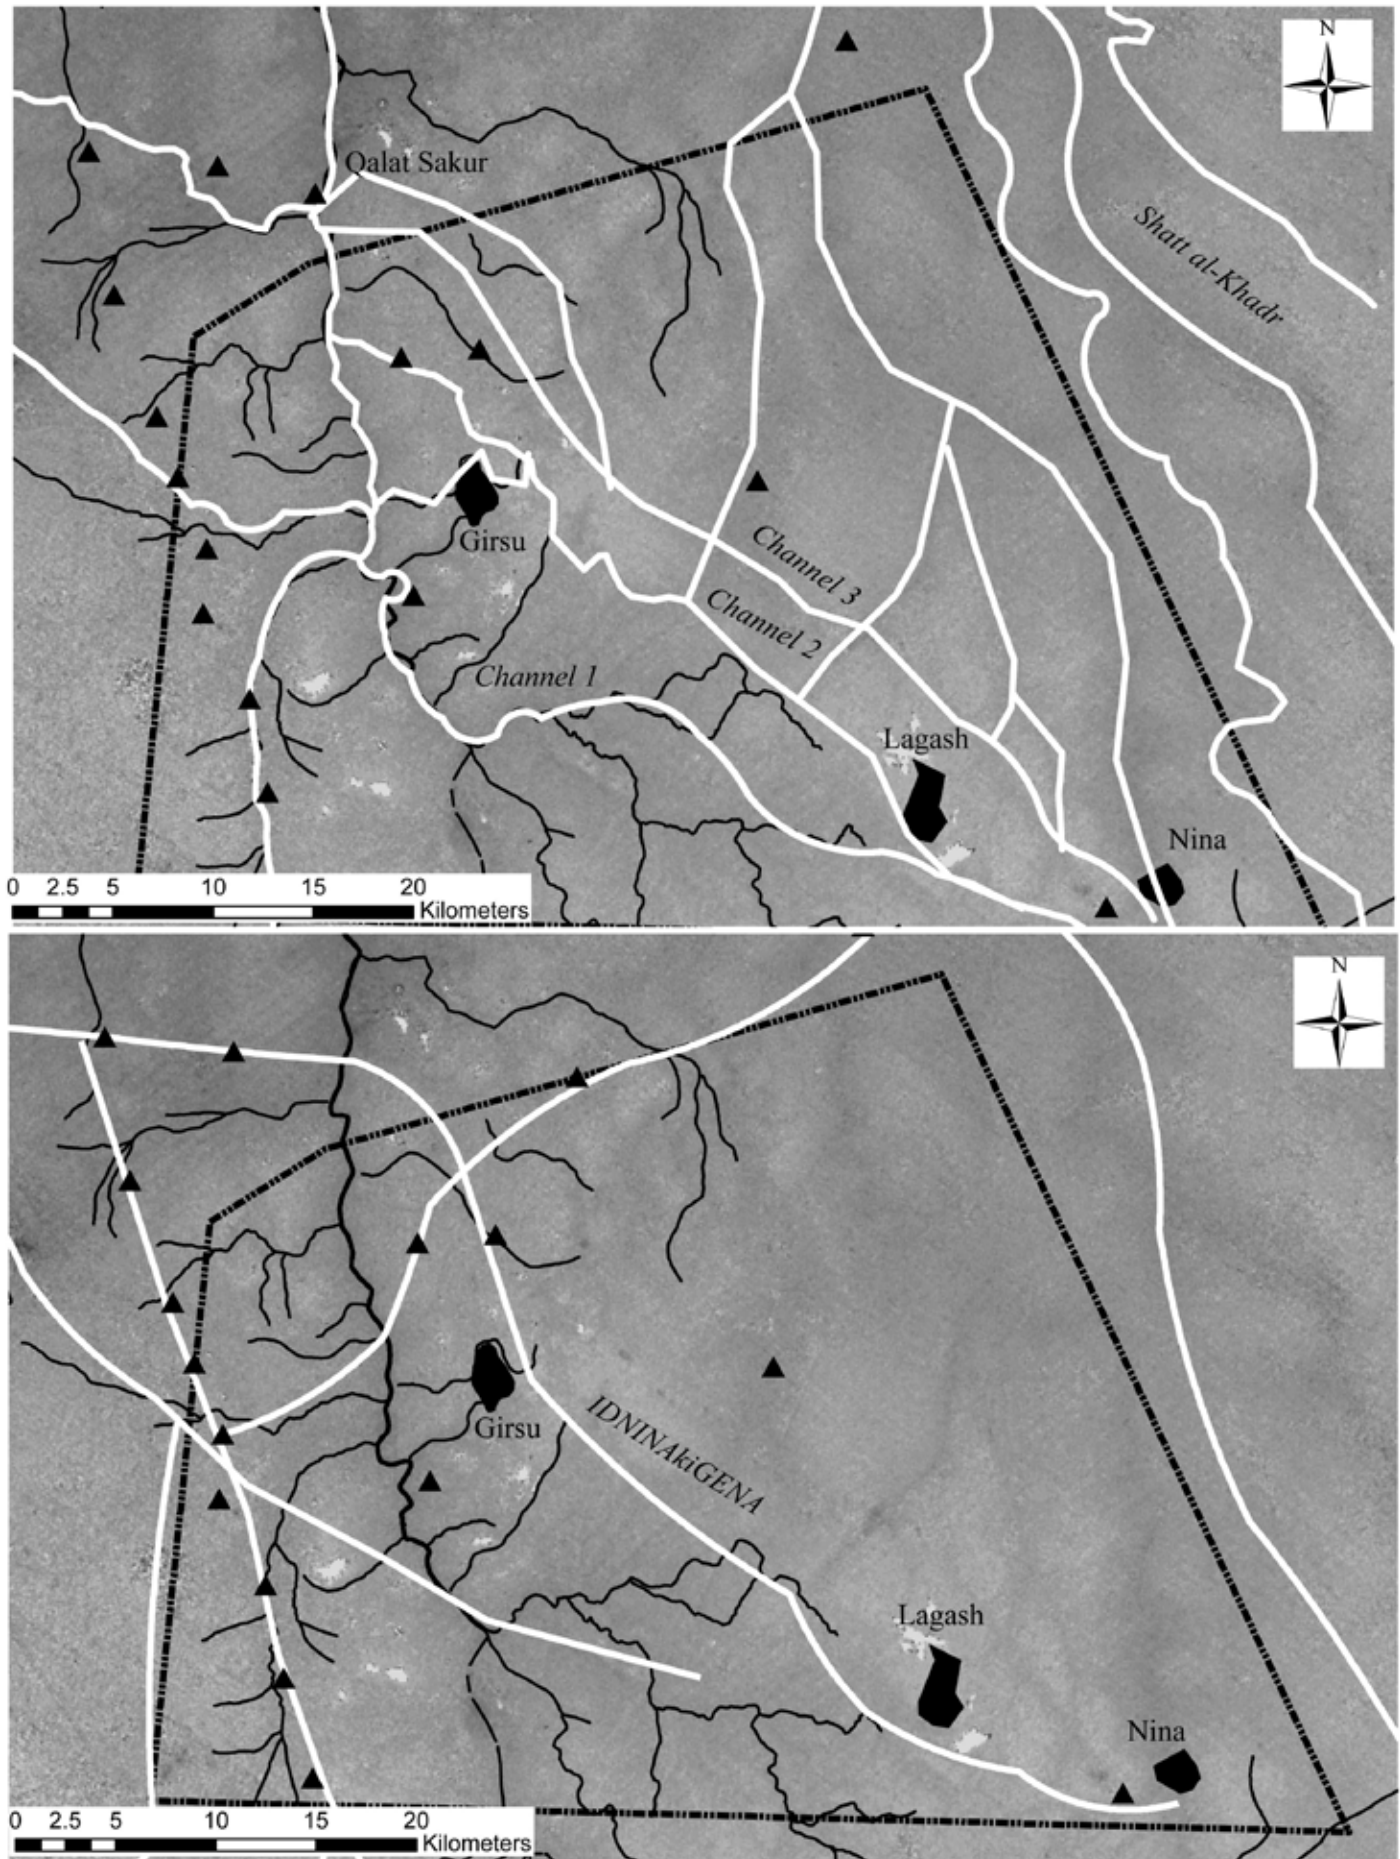 N
Qalat Sakur
Shatt al-Khadr
Girsu
Channel 3
Channel 2
Channel 1
Lagash
Nina
0 2.5 5 10 15 20
Kilometers
N
IDNINAkiGENA
Girsu
Lagash
Nina
0 2.5 5 10 15 20
Kilometers